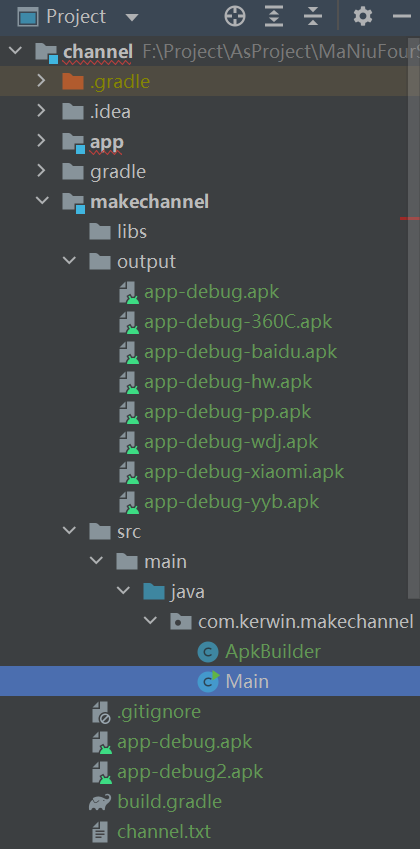 Project
channel F:\Project\AsProject\MaNiuFour
.gradle
.idea
app
gradle
makechannel
libs
output
app-debug.apk
app-debug-360C.apk
app-debug-baidu.apk
app-debug-hw.apk
app-debug-pp.apk
app-debug-wdj.apk
app-debug-xiaomi.apk
app-debug-yyb.apk
src
main
java
com.kerwin.makechannel
ApkBuilder
Main
.gitignore
app-debug.apk
app-debug2.apk
build.gradle
channel.txt